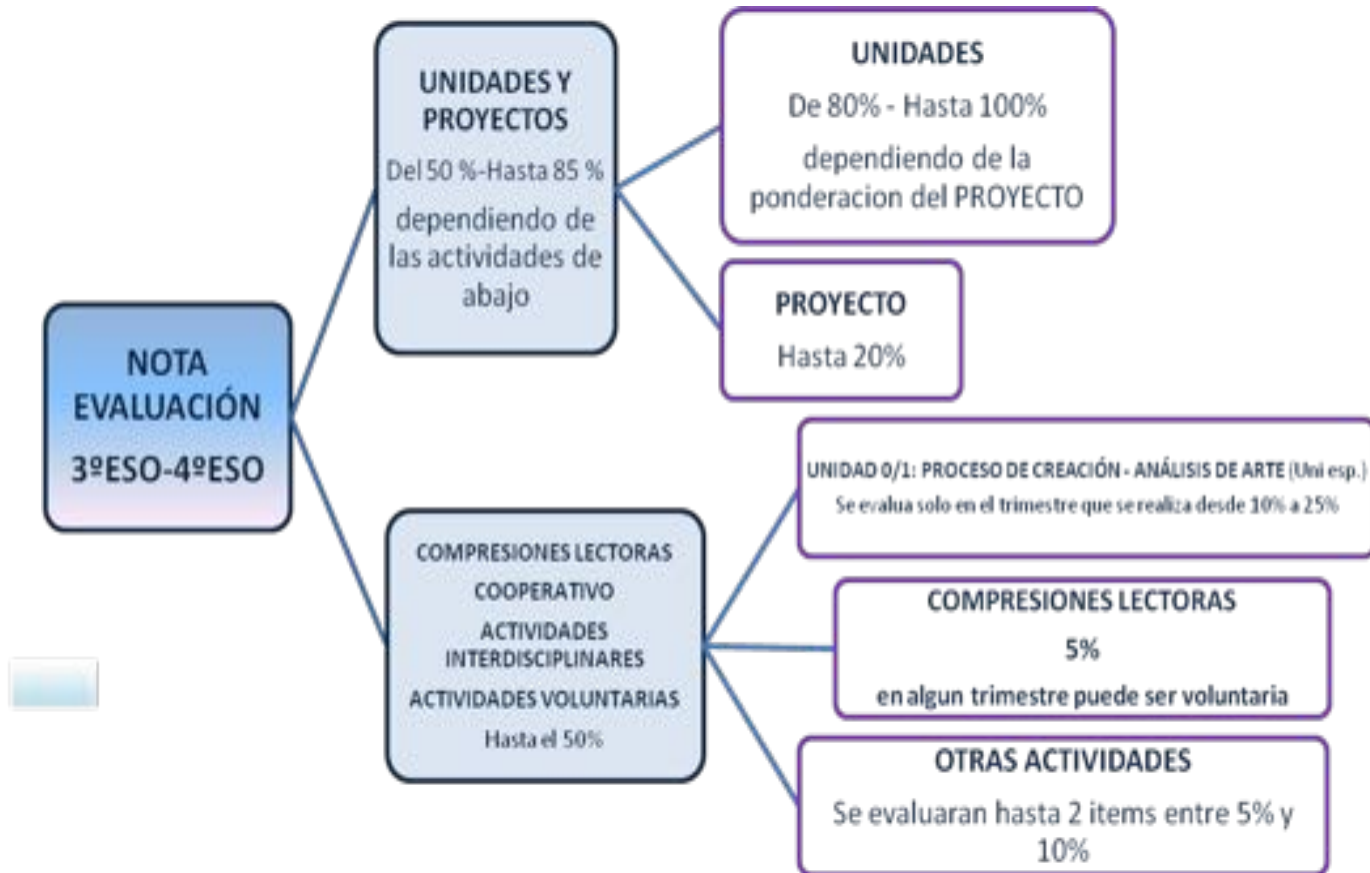 NOTA
EVALUACIÓN
3ºESO-4ºESO
UNIDADES Y
PROYECTOS
Del 50 %-Hasta 85 %
dependiendo de
las actividades de
abajo
UNIDADES
De 80% - Hasta 100%
dependiendo de la
ponderacion del PROYECTO
PROYECTO
Hasta 20%
COMPRESIONES LECTORAS
COOPERATIVO
ACTIVIDADES
INTERDISCIPLINARES
ACTIVIDADES VOLUNTARIAS
Hasta el 50%
UNIDAD 0/1: PROCESO DE CREACIÓN - ANÁLISIS DE ARTE (Uni esp.)
Se evalua solo en el trimestre que se realiza desde 10% a 25%
COMPRESIONES LECTORAS
5%
en algun trimestre puede ser voluntaria
OTRAS ACTIVIDADES
Se evaluaran hasta 2 items entre 5% y
10%